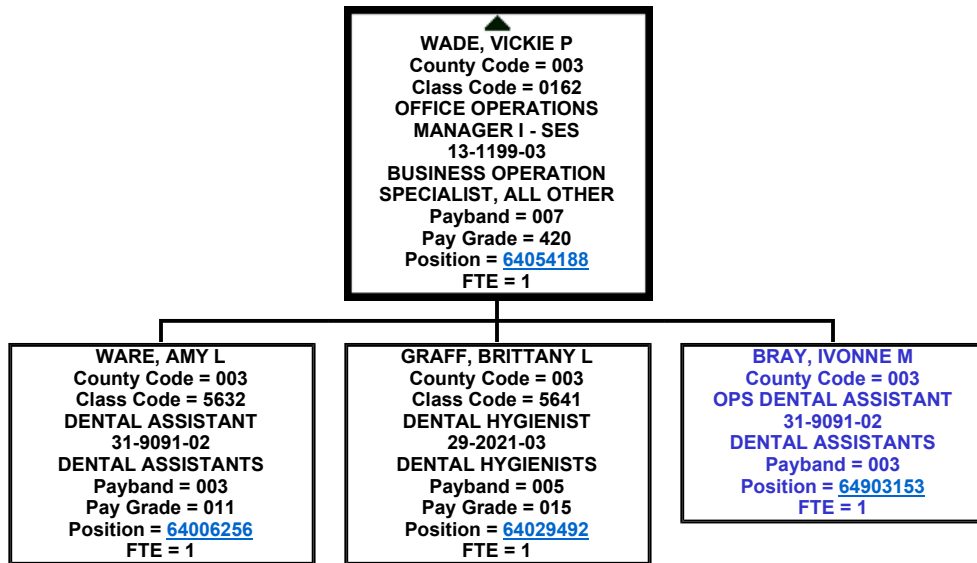 WADE, VICKIE P
County Code = 003
Class Code = 0162
OFFICE OPERATIONS
MANAGER I - SES
13-1199-03
BUSINESS OPERATION
SPECIALIST, ALL OTHER
Payband = 007
Pay Grade = 420
Position = 64054188
FTE = 1
WARE, AMY L
County Code = 003
Class Code = 5632
DENTAL ASSISTANT
31-9091-02
DENTAL ASSISTANTS
Payband = 003
Pay Grade = 011
Position = 64006256
FTE = 1
GRAFF, BRITTANY L
County Code = 003
Class Code = 5641
DENTAL HYGIENIST
29-2021-03
DENTAL HYGIENISTS
Payband = 005
Pay Grade = 015
Position = 64029492
FTE = 1
BRAY, IVONNE M
County Code = 003
OPS DENTAL ASSISTANT
31-9091-02
DENTAL ASSISTANTS
Payband = 003
Position = 64903153
FTE = 1